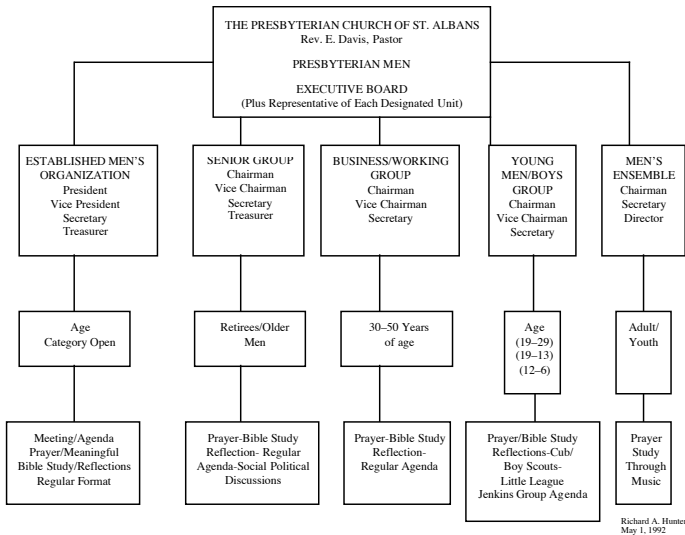 THE PRESBYTERIAN CHURCH OF ST. ALBANS
Rev. E. Davis, Pastor
PRESBYTERIAN MEN
EXECUTIVE BOARD
(Plus Representative of Each Designated Unit)
ESTABLISHED MEN'S
ORGANIZATION
President
Vice President
Secretary
Treasurer
SENIOR GROUP
Chairman
Vice Chairman
Secretary
Treasurer
BUSINESS/WORKING
GROUP
Chairman
Vice Chairman
Secretary
YOUNG
MEN/BOYS
GROUP
Chairman
Vice Chairman
Secretary
MEN'S
ENSEMBLE
Chairman
Secretary
Director
Age
Category Open
Retirees/Older
Men
30–50 Years
of age
Age
(19–29)
(19–13)
(12–6)
Adult/
Youth
Meeting/Agenda
Prayer/Meaningful
Bible Study/Reflections
Regular Format
Prayer-Bible Study
Reflection- Regular
Agenda-Social Political
Discussions
Prayer-Bible Study
Reflection-
Regular Agenda
Prayer/Bible Study
Reflections-Cub/
Boy Scouts-
Little League
Jenkins Group Agenda
Prayer
Study
Through
Music
Richard A. Hunter
May 1, 1992